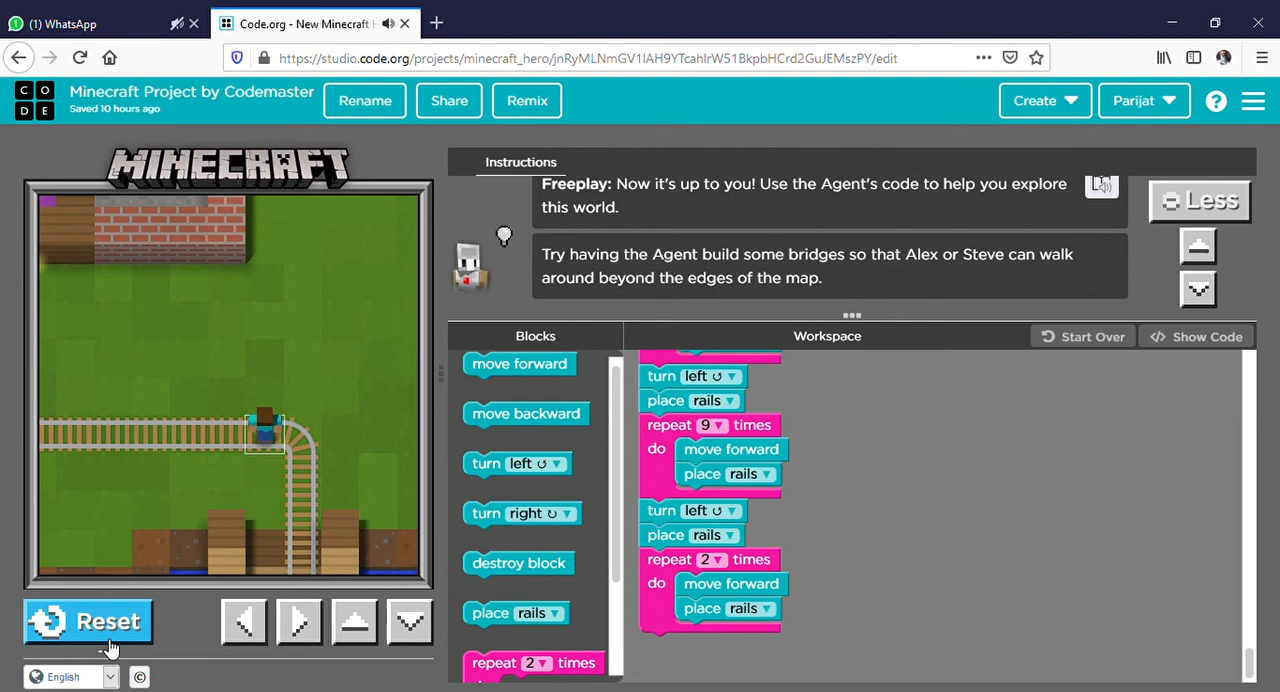 (1) WhatsApp
Code.org - New Minecraft H
https://studio.code.org/projects/minecraft_hero/jnRyMLNmGV1IAH9YTcahIrW51BkpbHCrd2GuJEMszPY/edit
CODE
Minecraft Project by Codemaster
Saved 10 hours ago
Rename
Share
Remix
Create
Parijat
?
MINECRAFT
Instructions
Freeplay: Now it's up to you! Use the Agent's code to help you explore
this world.
Less
Try having the Agent build some bridges so that Alex or Steve can walk
around beyond the edges of the map.
Blocks
Workspace
Start Over
</> Show Code
move forward
move backward
turn left ↺
turn right ↻
destroy block
place rails
repeat 2 times
turn left ↺
place rails
repeat 9 times
do move forward
place rails
turn left ↺
place rails
repeat 2 times
do move forward
place rails
Reset
English
©